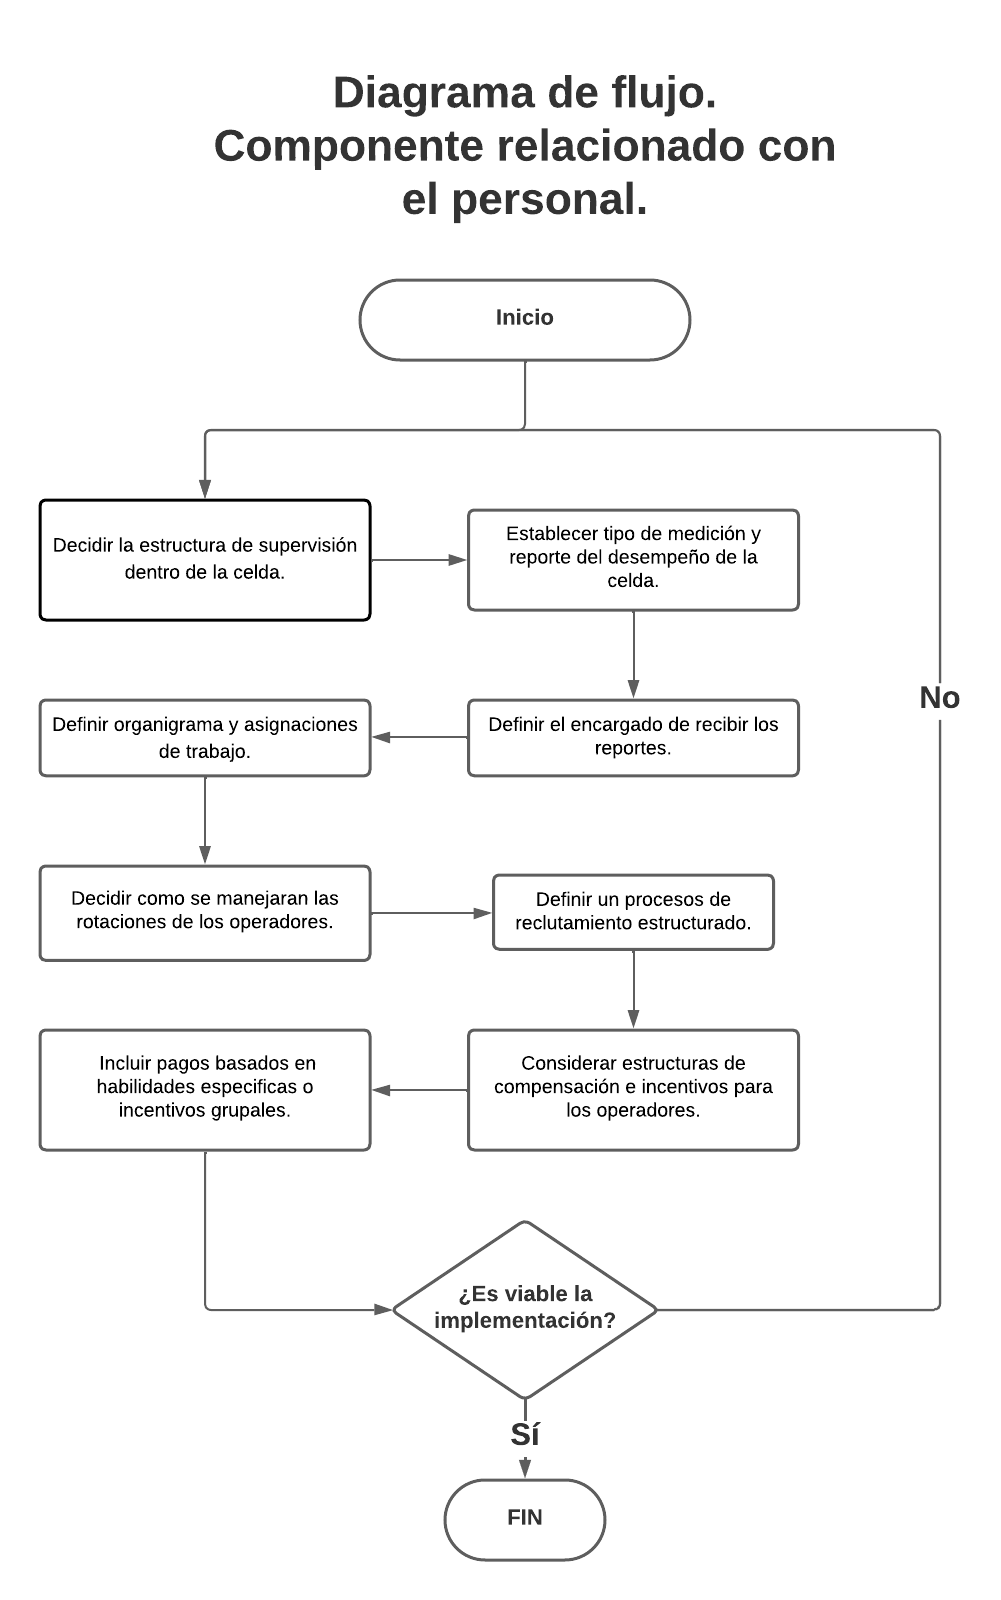 Diagrama de flujo.
Componente relacionado con
el personal.
Inicio
Decidir la estructura de supervisión
dentro de la celda.
Establecer tipo de medición y
reporte del desempeño de la
celda.
Definir el encargado de recibir los
reportes.
Definir organigrama y asignaciones
de trabajo.
Decidir como se manejaran las
rotaciones de los operadores.
Definir un procesos de
reclutamiento estructurado.
Considerar estructuras de
compensación e incentivos para
los operadores.
Incluir pagos basados en
habilidades especificas o
incentivos grupales.
¿Es viable la
implementación?
No
Sí
FIN